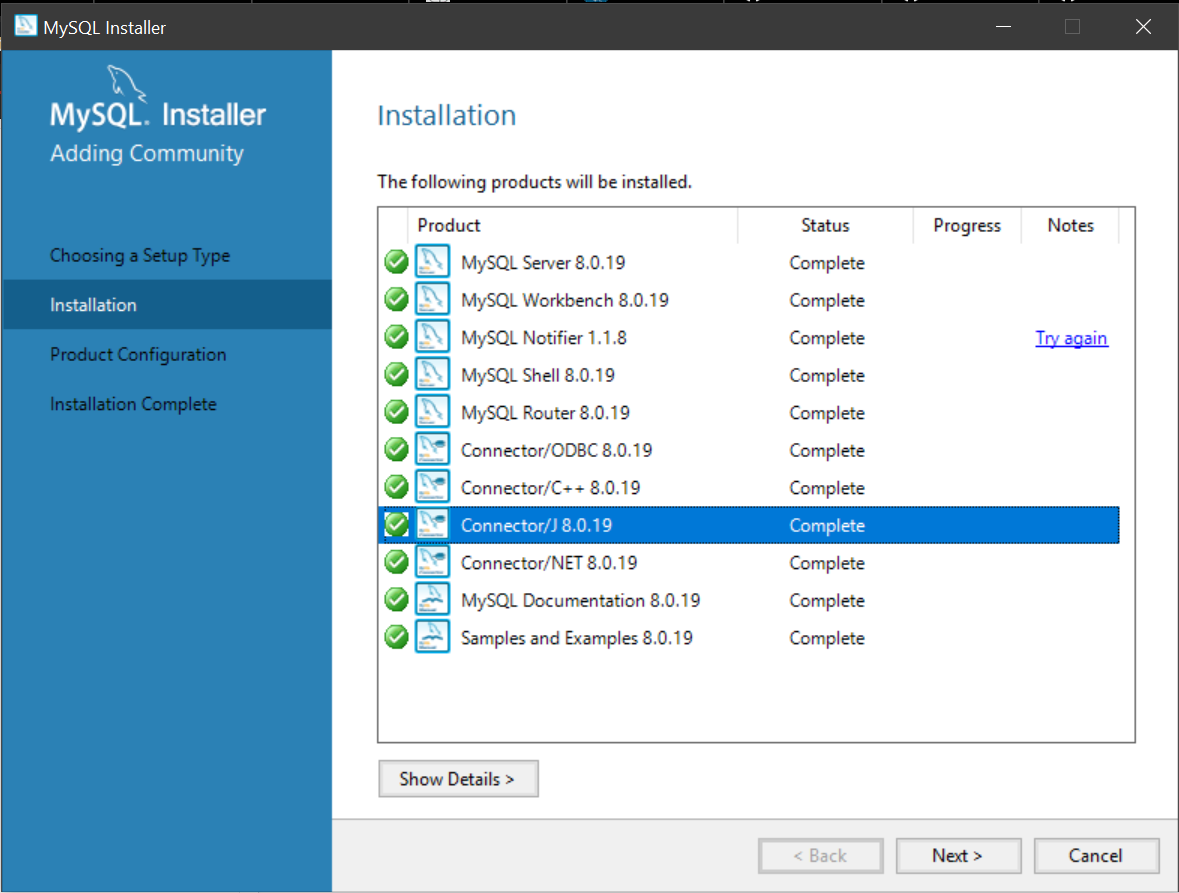 MySQL Installer
MySQL. Installer
Adding Community
Choosing a Setup Type
Installation
Product Configuration
Installation Complete
Installation
The following products will be installed.
Product Status Progress Notes
MySQL Server 8.0.19 Complete
MySQL Workbench 8.0.19 Complete
MySQL Notifier 1.1.8 Complete Try again
MySQL Shell 8.0.19 Complete
MySQL Router 8.0.19 Complete
Connector/ODBC 8.0.19 Complete
Connector/C++ 8.0.19 Complete
Connector/J 8.0.19 Complete
Connector/NET 8.0.19 Complete
MySQL Documentation 8.0.19 Complete
Samples and Examples 8.0.19 Complete
Show Details >
< Back Next > Cancel